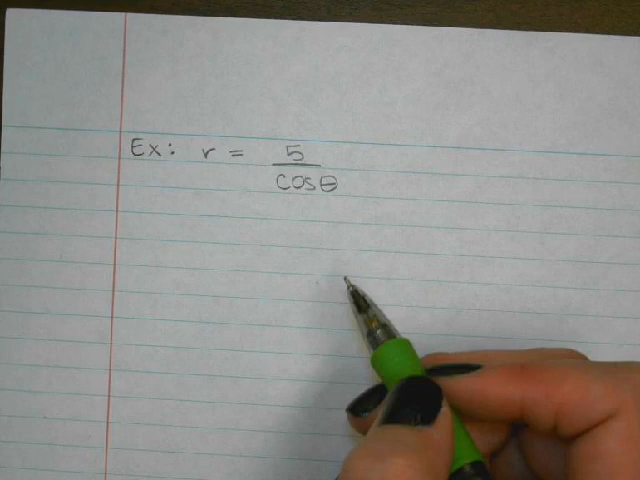 Ex: r = 5/cosθ